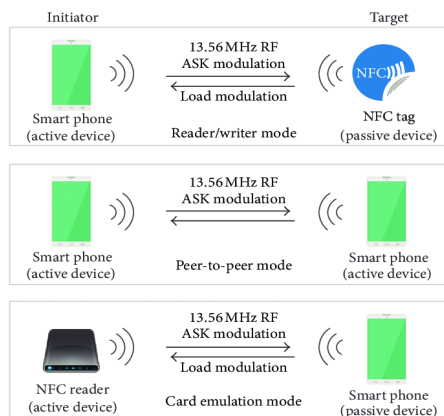 Initiator
Target
13.56 MHz RF
ASK modulation
NFC
Load modulation
Smart phone
(active device)
Reader/writer mode
NFC tag
(passive device)
13.56 MHz RF
ASK modulation
Smart phone
(active device)
Peer-to-peer mode
Smart phone
(active device)
13.56 MHz RF
ASK modulation
Load modulation
NFC reader
(active device)
Card emulation mode
Smart phone
(passive device)